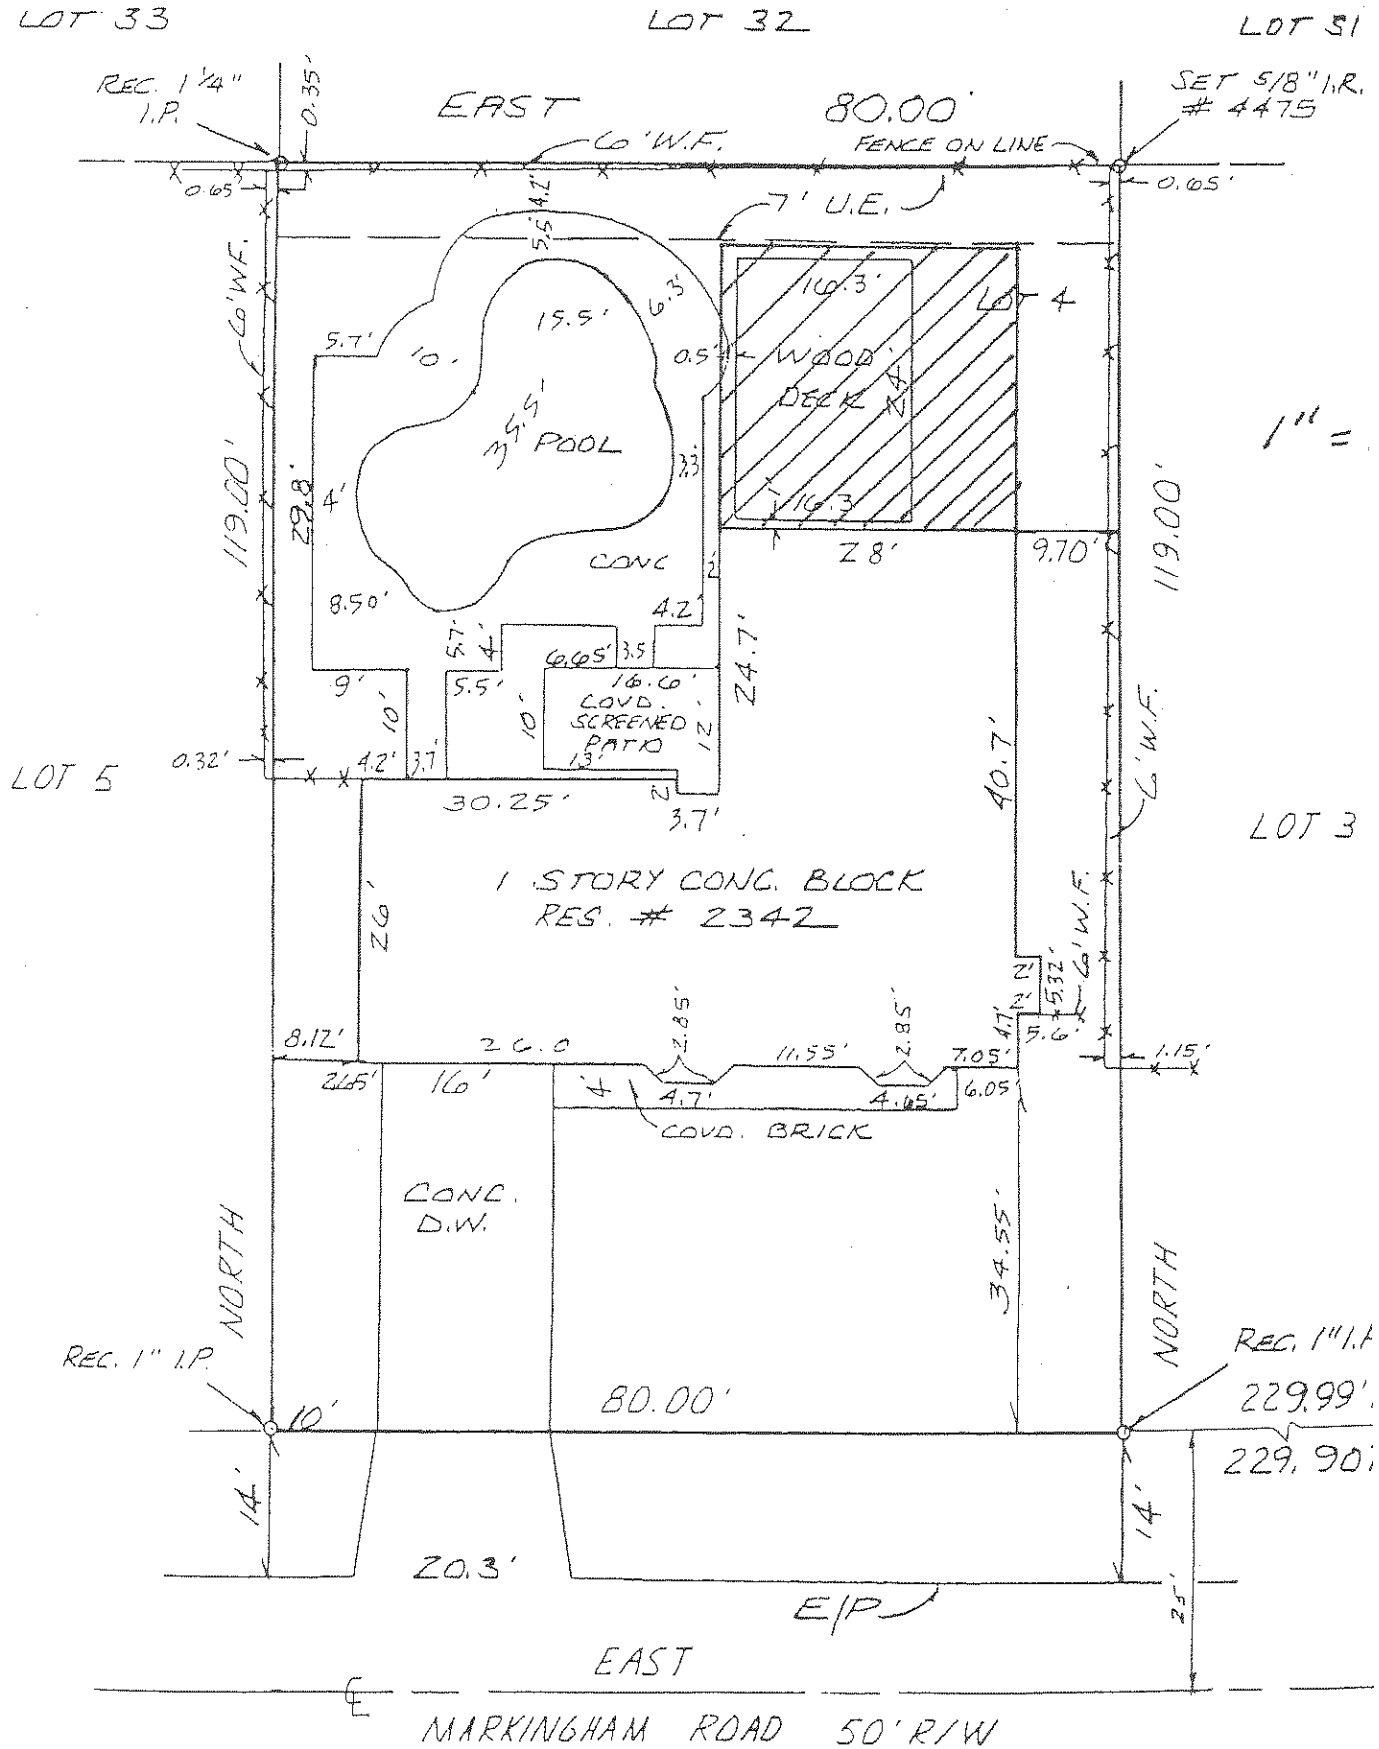 LOT 33
LOT 32
LOT 31
REC. 1 1/4"
I.P.
0.35'
EAST
80.00'
SET 5/8" I.R.
# 4475
6' W.F.
FENCE ON LINE
0.65'
0.65'
7' U.E.
4.2'
5.5'
6' W.F.
16.3'
LOT 4
6.3'
15.5'
5.7'
0.5'
WOOD
DECK
24'
POOL
1" =
119.00'
29.8'
4'
3.3'
1'
16.3
119.00'
28'
9.70'
CONC
2'
8.50'
4.2'
5.7'
4'
6.65'
3.5
24.7'
9'
5.5'
16.6'
COVD.
SCREENED
PATIO
10'
10'
12'
13'
6' W.F.
LOT 5
0.32'
4.2'
3.7'
30.25'
2'
3.7'
40.7'
LOT 3
1 STORY CONC. BLOCK
RES. # 2342
26'
6' W.F.
2'
5.32'
2'
4.7'
5.6'
8.12'
26.0
2.85'
11.55'
2.85'
7.05'
1.15'
2.65'
16'
4'
4.7'
4.65'
6.05'
COVD. BRICK
CONC.
D.W.
34.55'
NORTH
NORTH
REC. 1" I.P.
REC. 1" I.P
10'
80.00'
229.99'
229.90
14'
14'
20.3'
E/P
25'
EAST
MARKINGHAM ROAD 50' R/W